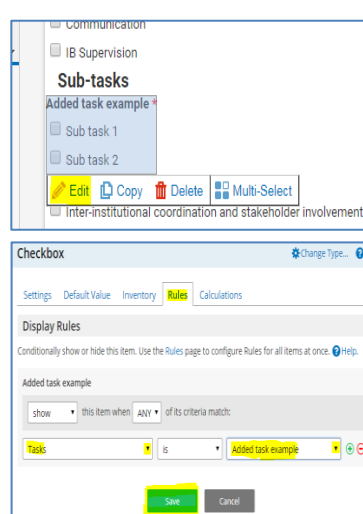 Communication
IB Supervision
Sub-tasks
Added task example *
Sub task 1
Sub task 2
Edit Copy Delete Multi-Select
Inter-institutional coordination and stakeholder involvement
Checkbox Change Type...
Settings Default Value Inventory Rules Calculations
Display Rules
Conditionally show or hide this item. Use the Rules page to configure Rules for all items at once. Help.
Added task example
show this item when ANY of its criteria match:
Tasks is Added task example
Save Cancel